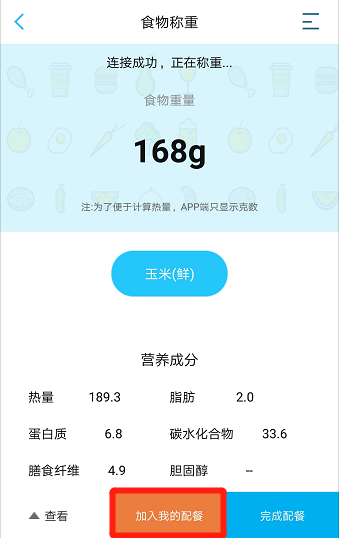 食物称重
连接成功，正在称重...
食物重量
168g
注:为了便于计算热量，APP端只显示克数
玉米(鲜)
营养成分
热量 189.3 脂肪 2.0
蛋白质 6.8 碳水化合物 33.6
膳食纤维 4.9 胆固醇 --
查看 加入我的配餐 完成配餐